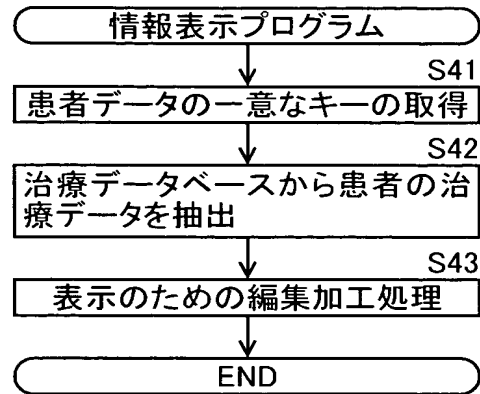 情報表示プログラム
S41
患者データの一意なキーの取得
S42
治療データベースから患者の治
療データを抽出
S43
表示のための編集加工処理
END